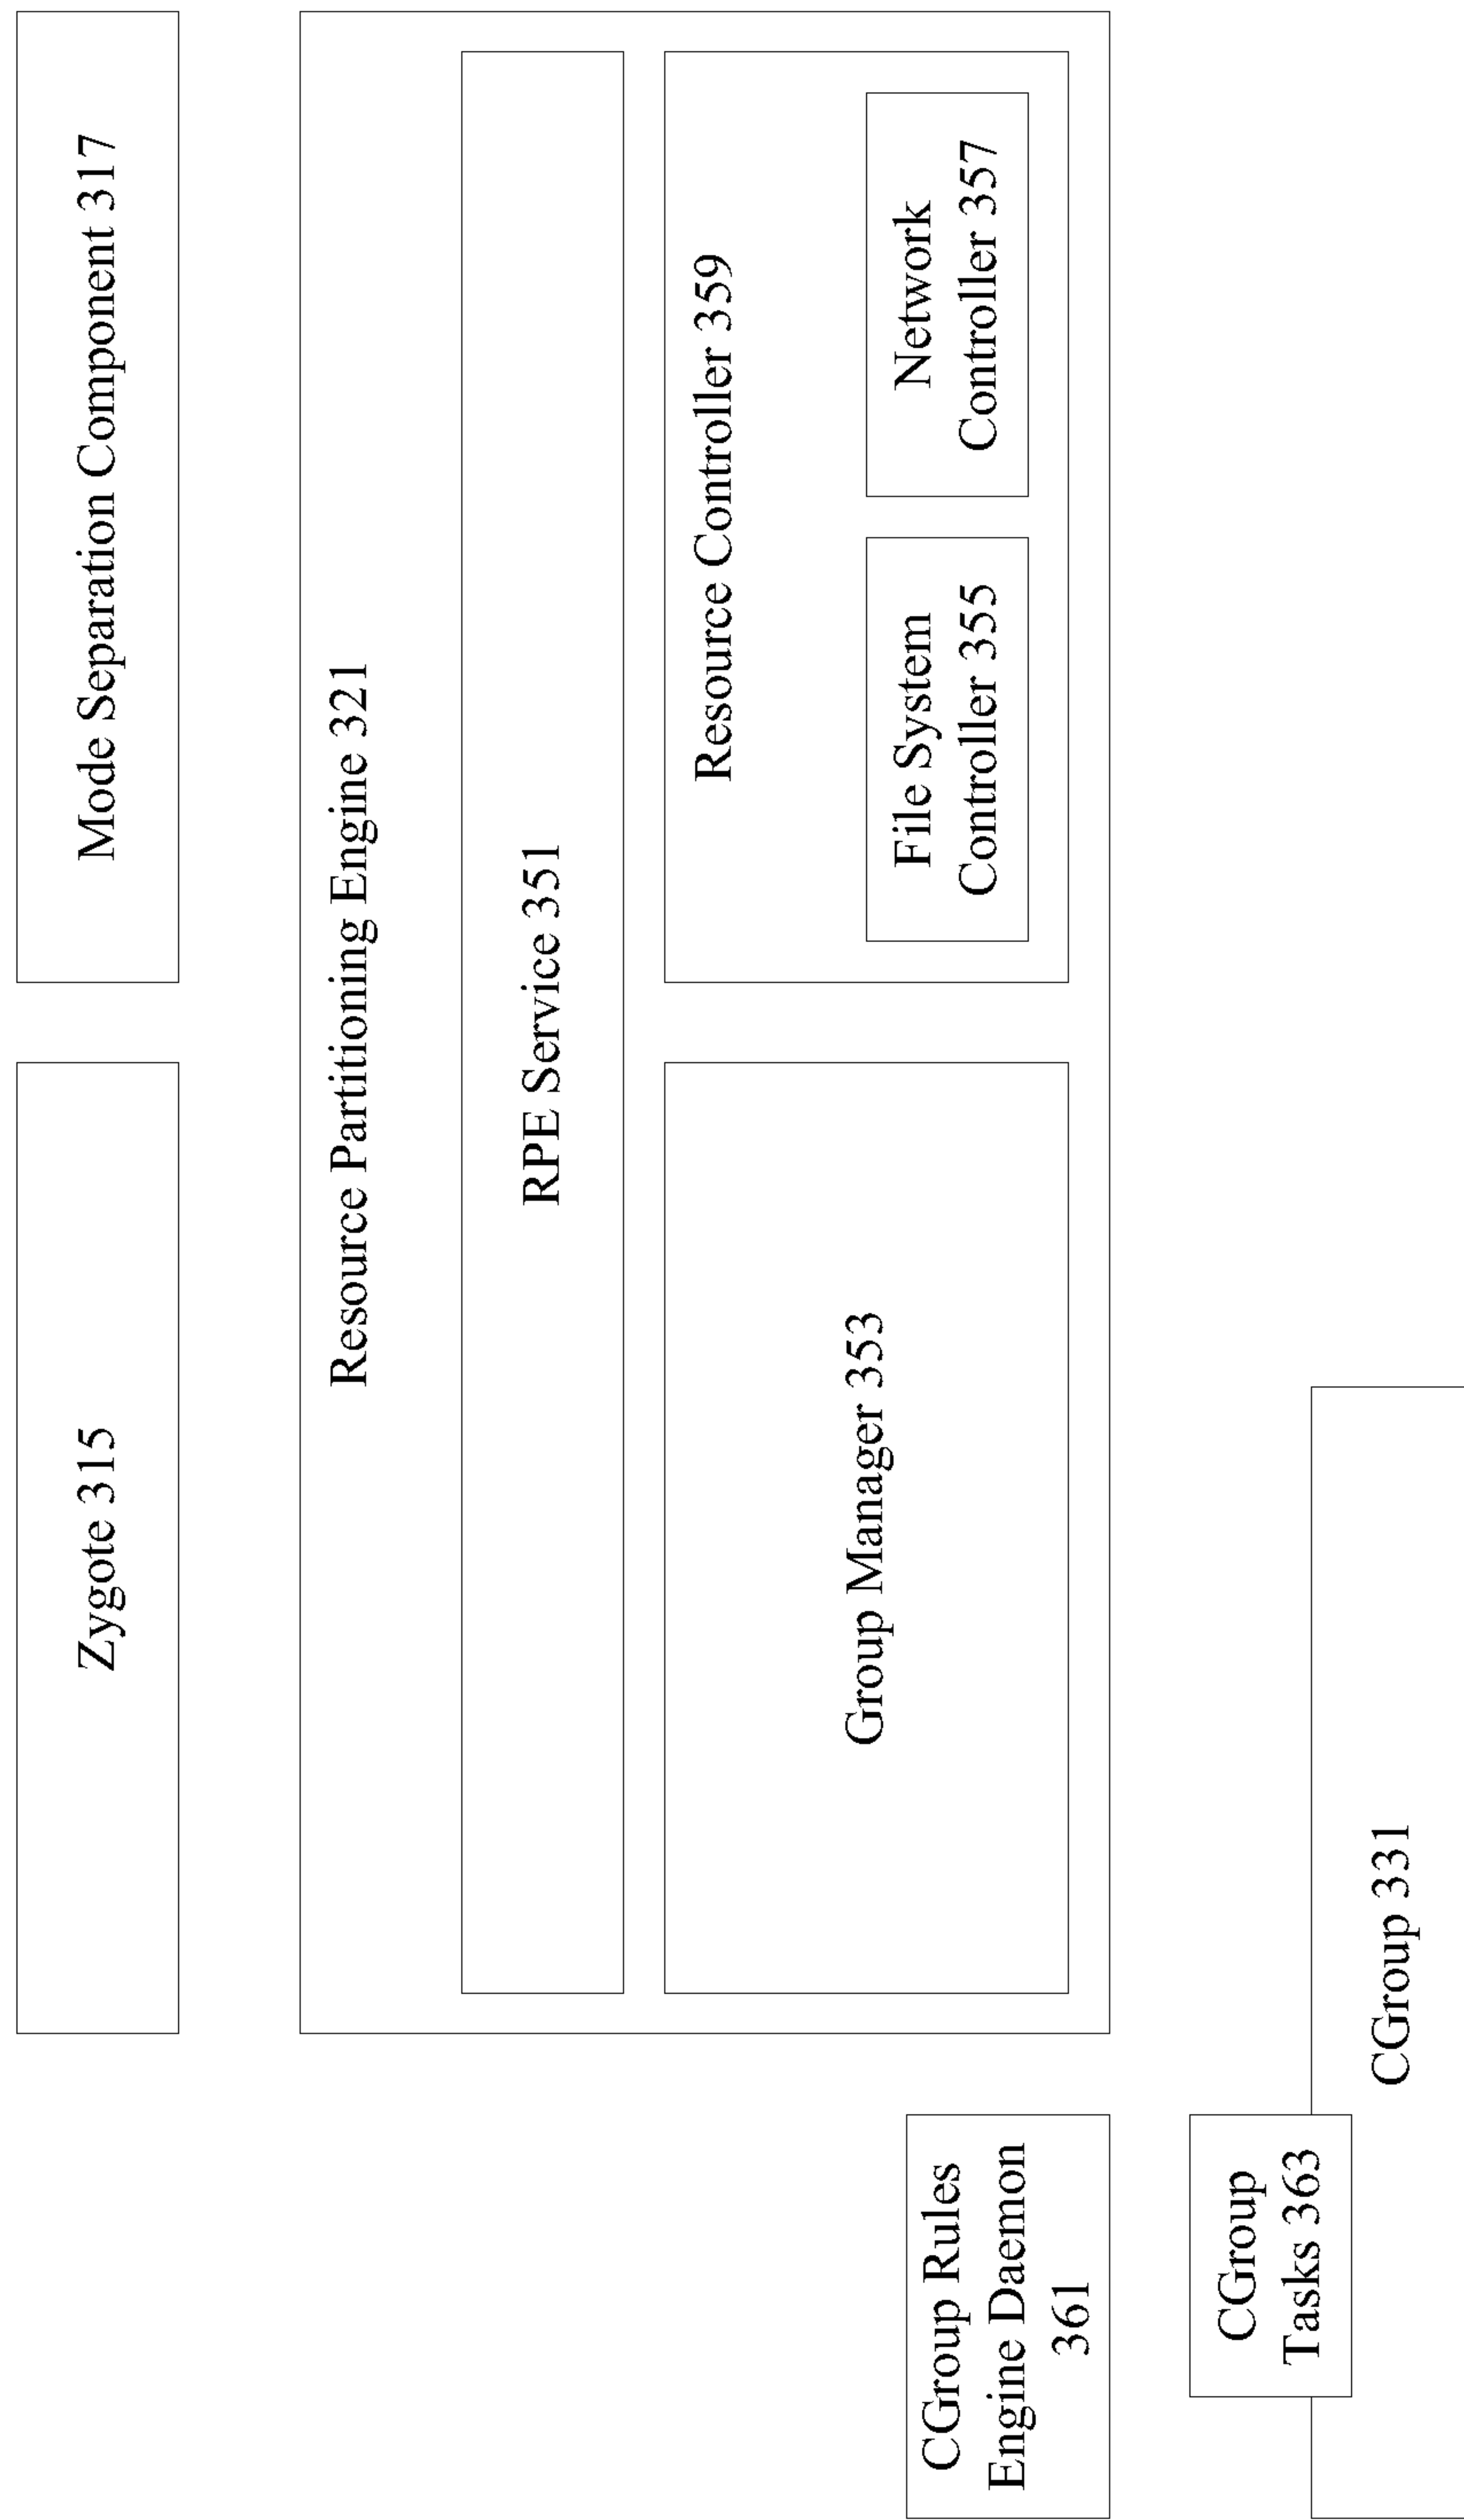 Zygote 315
Mode Separation Component 317
Resource Partitioning Engine 321
RPE Service 351
Group Manager 353
Resource Controller 359
File System
Controller 355
Network
Controller 357
CGroup Rules
Engine Daemon
361
CGroup
Tasks 363
CGroup 331